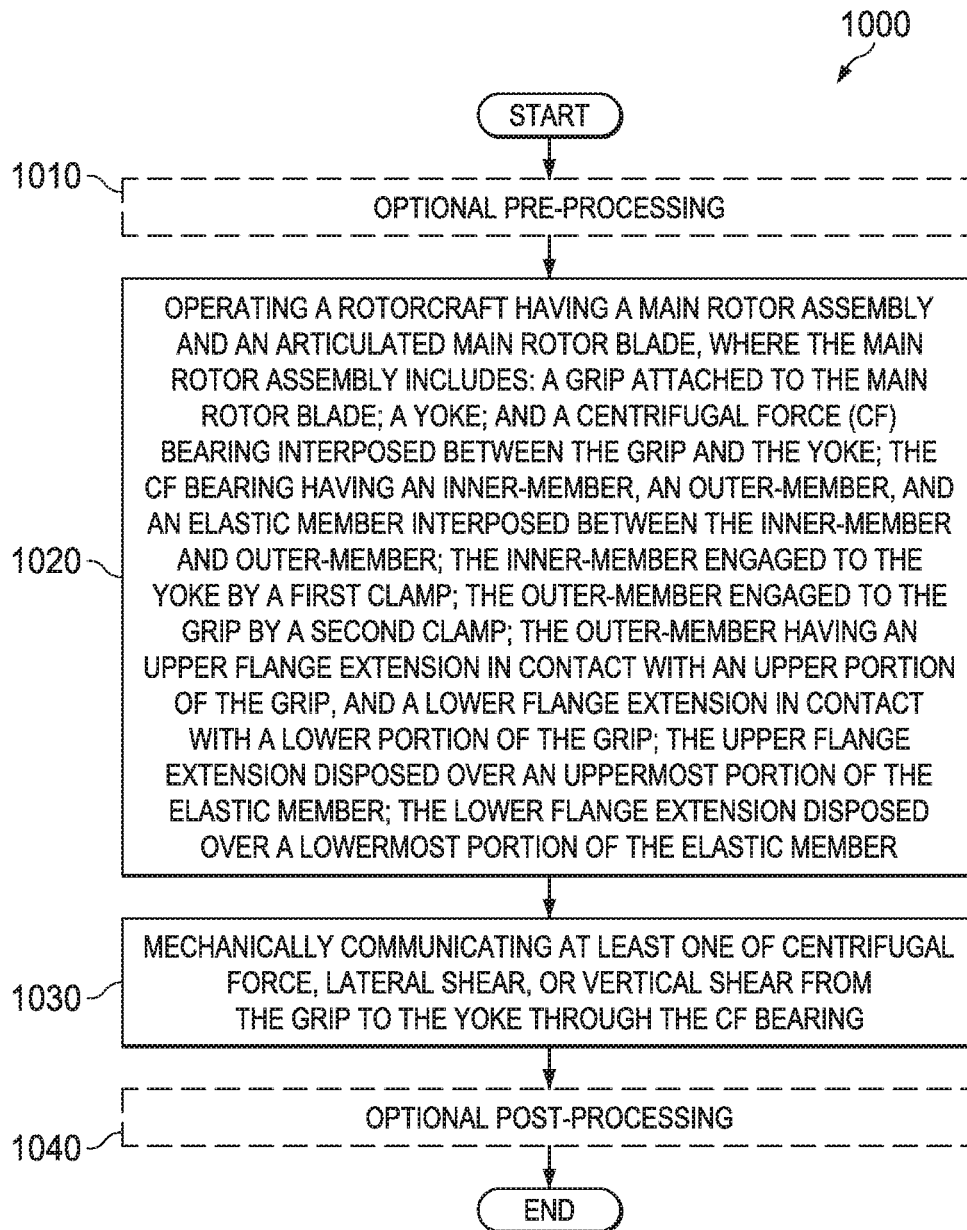 1000
START
1010
OPTIONAL PRE-PROCESSING
OPERATING A ROTORCRAFT HAVING A MAIN ROTOR ASSEMBLY
AND AN ARTICULATED MAIN ROTOR BLADE, WHERE THE MAIN
ROTOR ASSEMBLY INCLUDES: A GRIP ATTACHED TO THE MAIN
ROTOR BLADE; A YOKE; AND A CENTRIFUGAL FORCE (CF)
BEARING INTERPOSED BETWEEN THE GRIP AND THE YOKE; THE
CF BEARING HAVING AN INNER-MEMBER, AN OUTER-MEMBER, AND
AN ELASTIC MEMBER INTERPOSED BETWEEN THE INNER-MEMBER
AND OUTER-MEMBER; THE INNER-MEMBER ENGAGED TO THE
1020
YOKE BY A FIRST CLAMP; THE OUTER-MEMBER ENGAGED TO THE
GRIP BY A SECOND CLAMP; THE OUTER-MEMBER HAVING AN
UPPER FLANGE EXTENSION IN CONTACT WITH AN UPPER PORTION
OF THE GRIP, AND A LOWER FLANGE EXTENSION IN CONTACT
WITH A LOWER PORTION OF THE GRIP; THE UPPER FLANGE
EXTENSION DISPOSED OVER AN UPPERMOST PORTION OF THE
ELASTIC MEMBER; THE LOWER FLANGE EXTENSION DISPOSED
OVER A LOWERMOST PORTION OF THE ELASTIC MEMBER
MECHANICALLY COMMUNICATING AT LEAST ONE OF CENTRIFUGAL
1030
FORCE, LATERAL SHEAR, OR VERTICAL SHEAR FROM
THE GRIP TO THE YOKE THROUGH THE CF BEARING
OPTIONAL POST-PROCESSING
1040
END